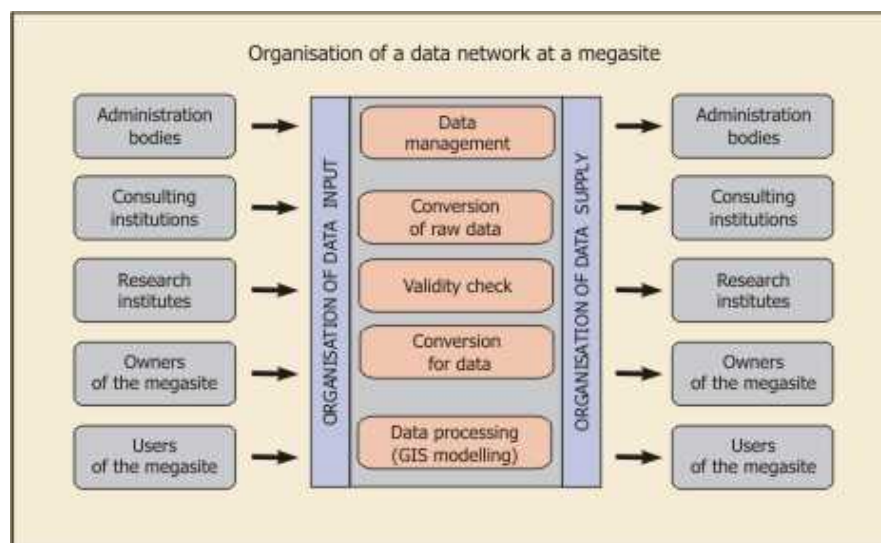 Organisation of a data network at a megasite
Administration
bodies
Consulting
institutions
Research
institutes
Owners
of the megasite
Users
of the megasite
ORGANISATION OF DATA INPUT
Data
management
Conversion
of raw data
Validity check
Conversion
for data
Data processing
(GIS modelling)
ORGANISATION OF DATA SUPPLY
Administration
bodies
Consulting
institutions
Research
institutes
Owners
of the megasite
Users
of the megasite